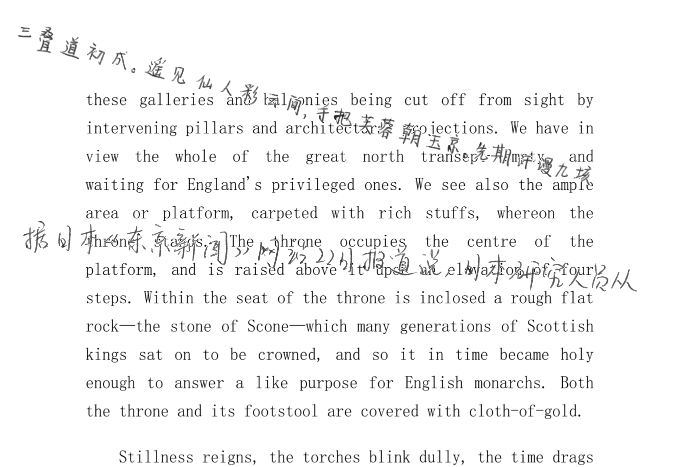 三叠道初成。遥见仙人彩云间,手把芙蓉朝玉京。先期汗漫九垓
these galleries and balconies being cut off from sight by
intervening pillars and architectural projections. We have in
view the whole of the great north transept—empty, and
waiting for England's privileged ones. We see also the ample
area or platform, carpeted with rich stuffs, whereon the
throne stands. The throne occupies the centre of the
据日本《东京新闻》网站22日报道说,日本研究人员从
platform, and is raised above it upon an elevation of four
steps. Within the seat of the throne is inclosed a rough flat
rock—the stone of Scone—which many generations of Scottish
kings sat on to be crowned, and so it in time became holy
enough to answer a like purpose for English monarchs. Both
the throne and its footstool are covered with cloth-of-gold.
Stillness reigns, the torches blink dully, the time drags